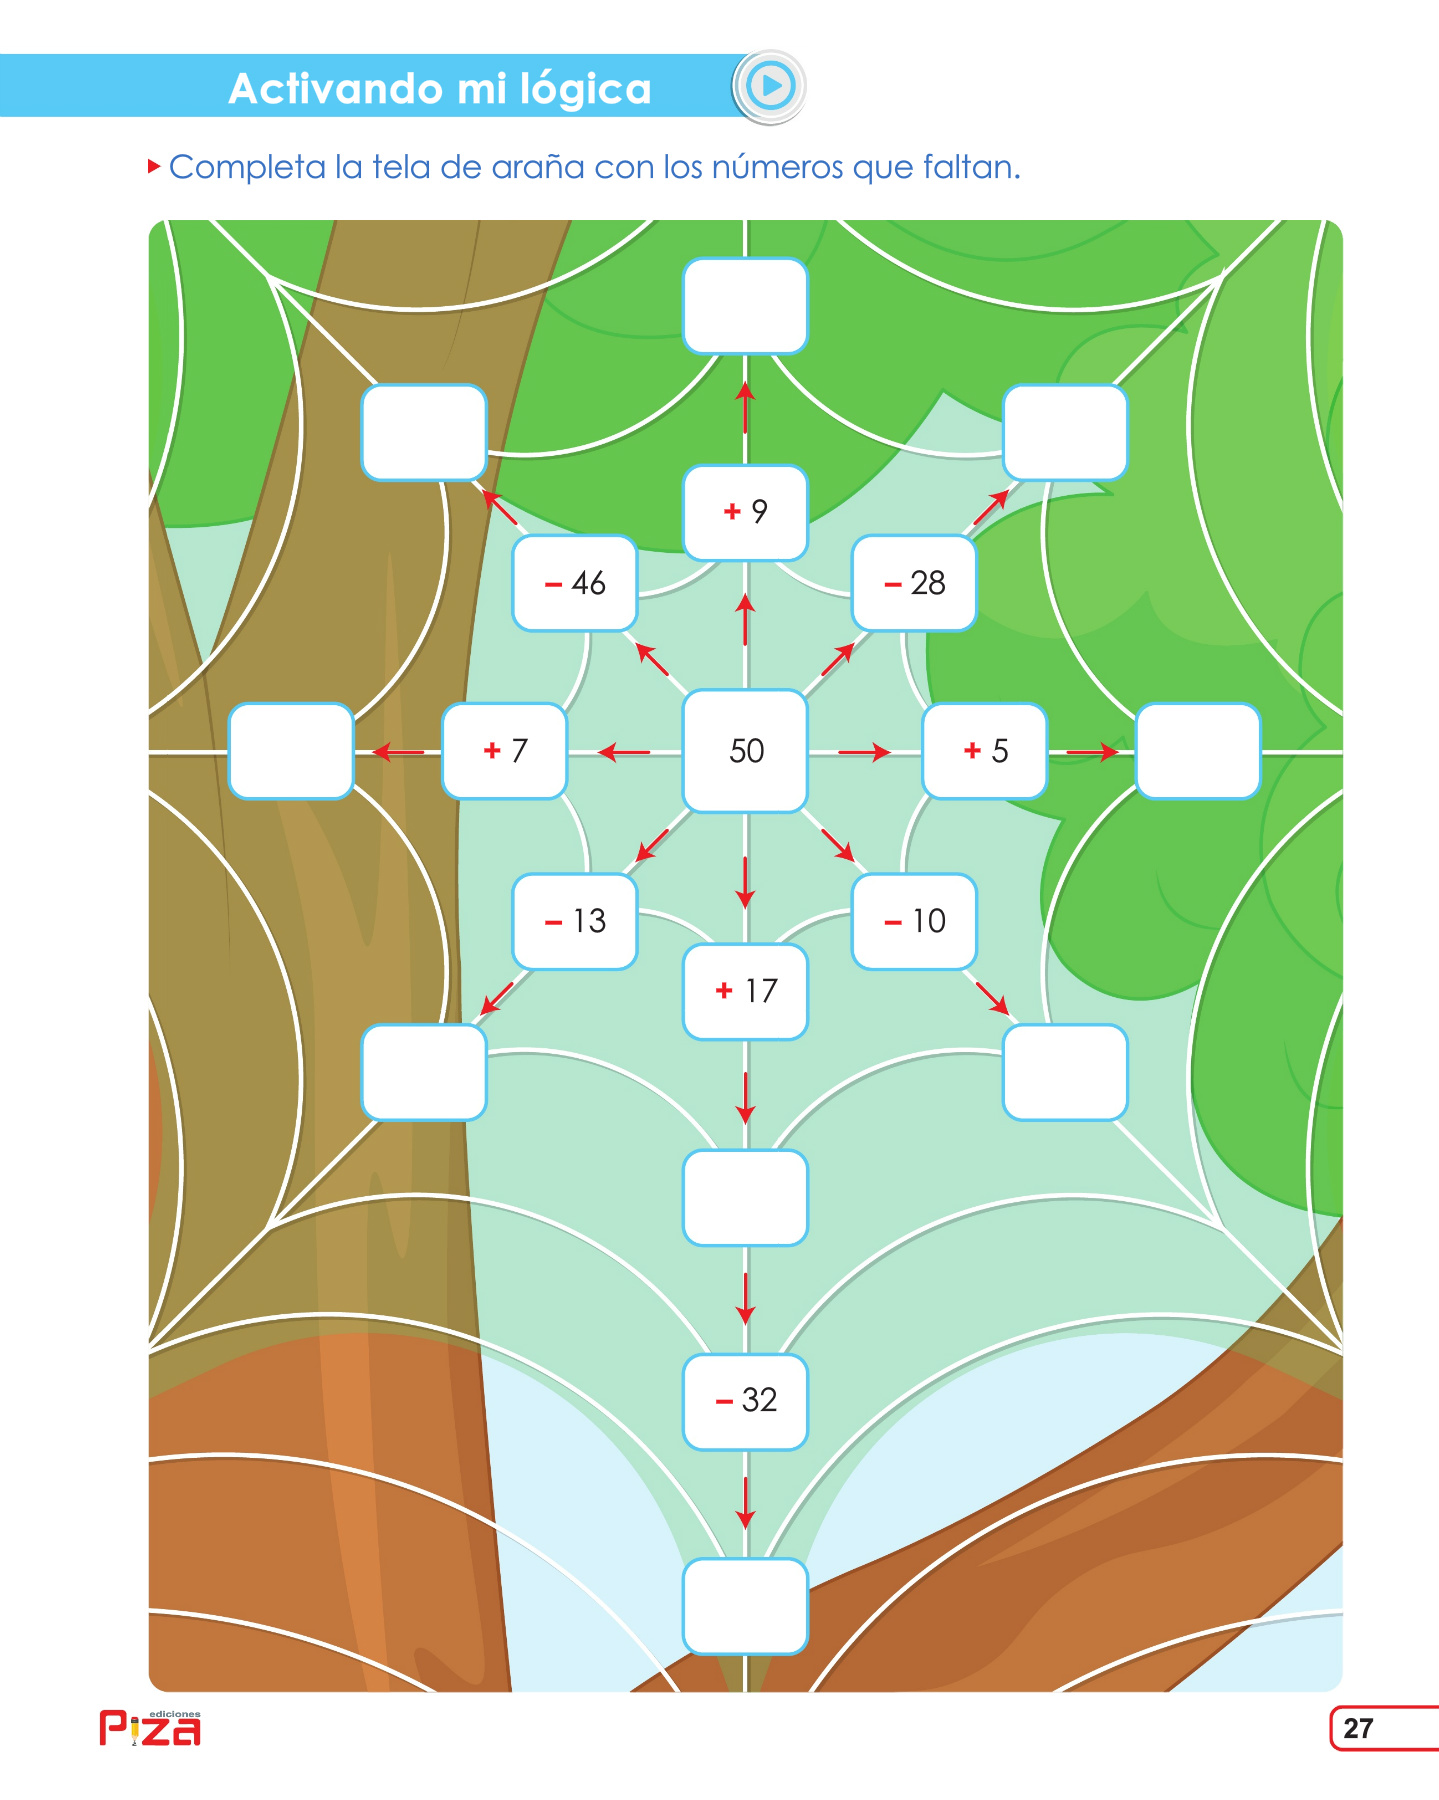 Activando mi lógica
Completa la tela de araña con los números que faltan.
+ 9
– 46
– 28
+ 7
50
+ 5
– 13
– 10
+ 17
– 32
ediciones
Piza
27